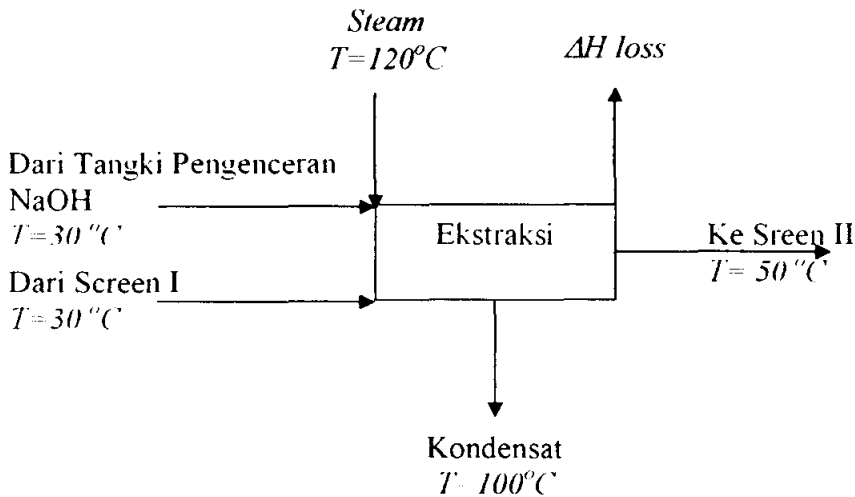 Steam
T=120°C
ΔH loss
Dari Tangki Pengenceran
NaOH
T=30 °C
Ekstraksi
Ke Sreen II
T= 50 °C
Dari Screen I
T=30 °C
Kondensat
T= 100°C